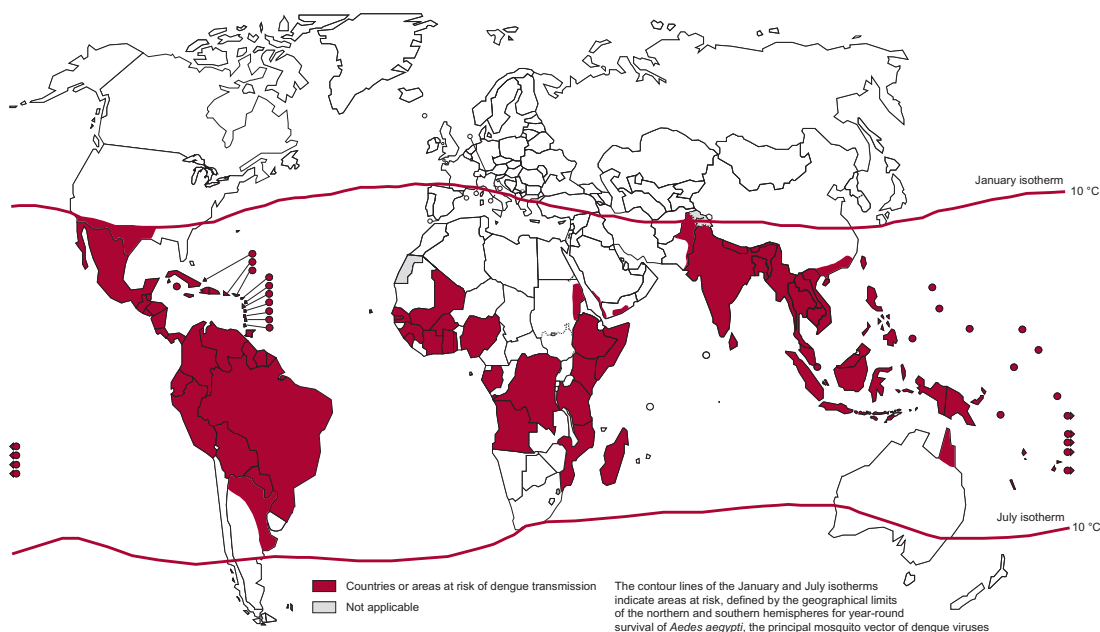 January isotherm
10 °C
July isotherm
10 °C
Countries or areas at risk of dengue transmission
Not applicable
The contour lines of the January and July isotherms
indicate areas at risk, defined by the geographical limits
of the northern and southern hemispheres for year-round
survival of Aedes aegypti, the principal mosquito vector of dengue viruses